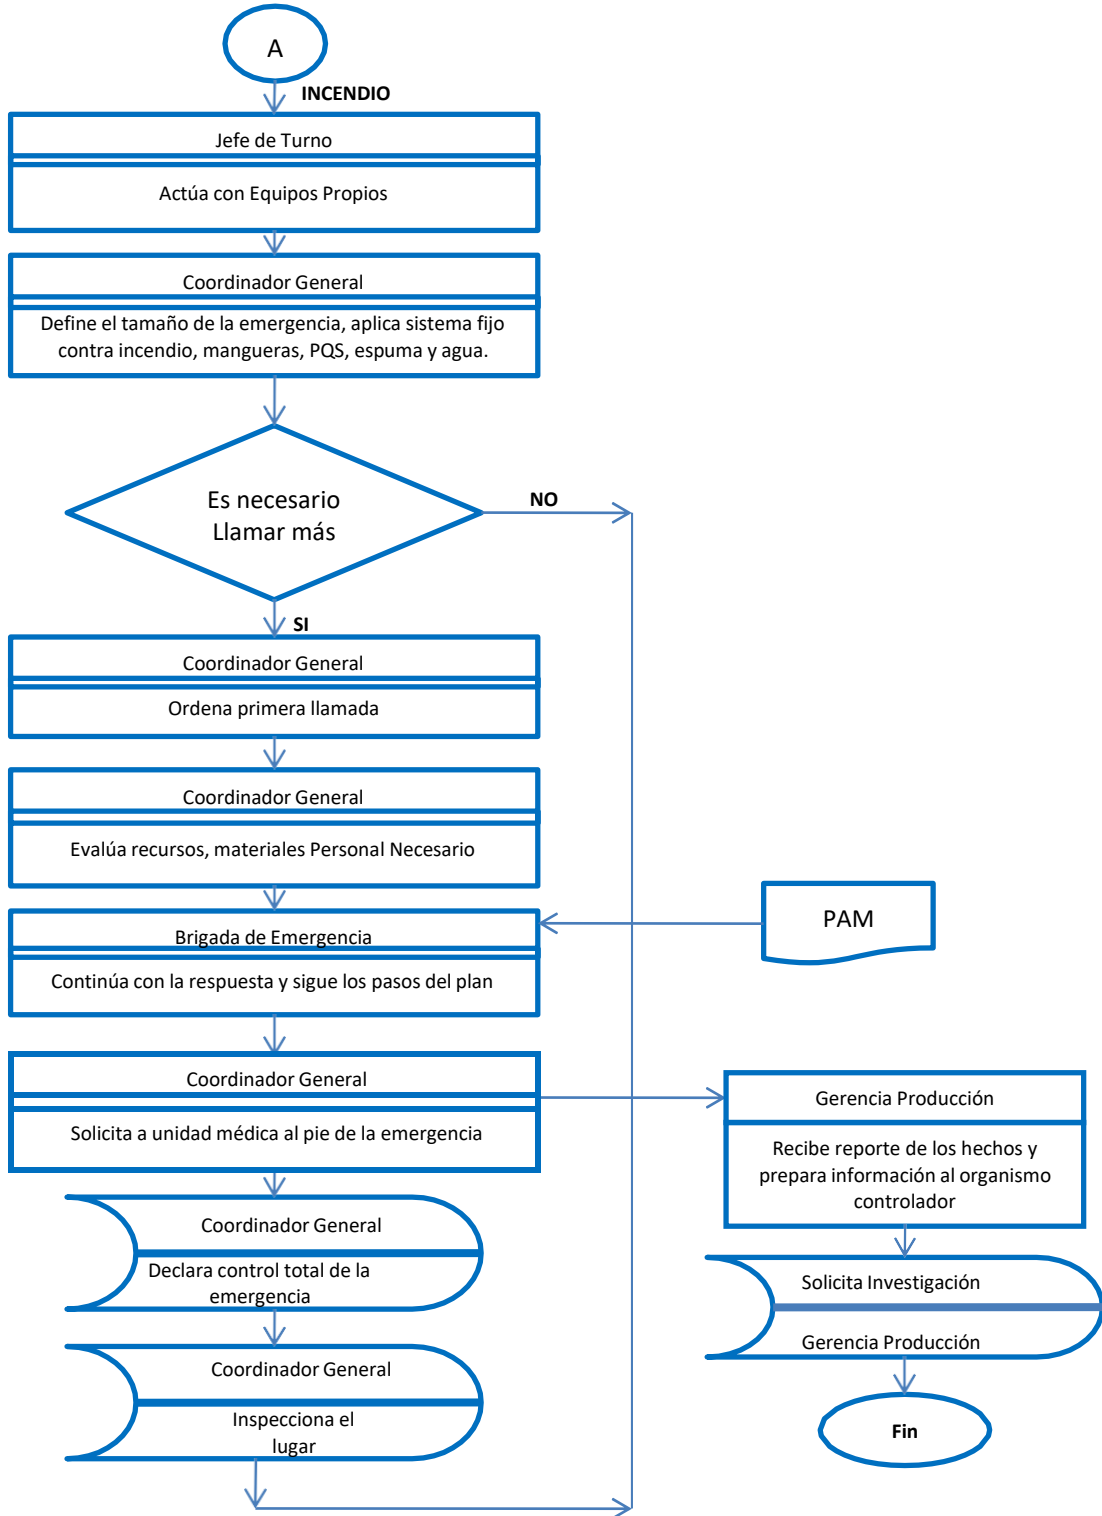 A
INCENDIO
Jefe de Turno
Actúa con Equipos Propios
Coordinador General
Define el tamaño de la emergencia, aplica sistema fijo
contra incendio, mangueras, PQS, espuma y agua.
Es necesario
Llamar más
NO
SI
Coordinador General
Ordena primera llamada
Coordinador General
Evalúa recursos, materiales Personal Necesario
PAM
Brigada de Emergencia
Continúa con la respuesta y sigue los pasos del plan
Coordinador General
Solicita a unidad médica al pie de la emergencia
Gerencia Producción
Recibe reporte de los hechos y
prepara información al organismo
controlador
Coordinador General
Declara control total de la
emergencia
Solicita Investigación
Gerencia Producción
Coordinador General
Inspecciona el
lugar
Fin